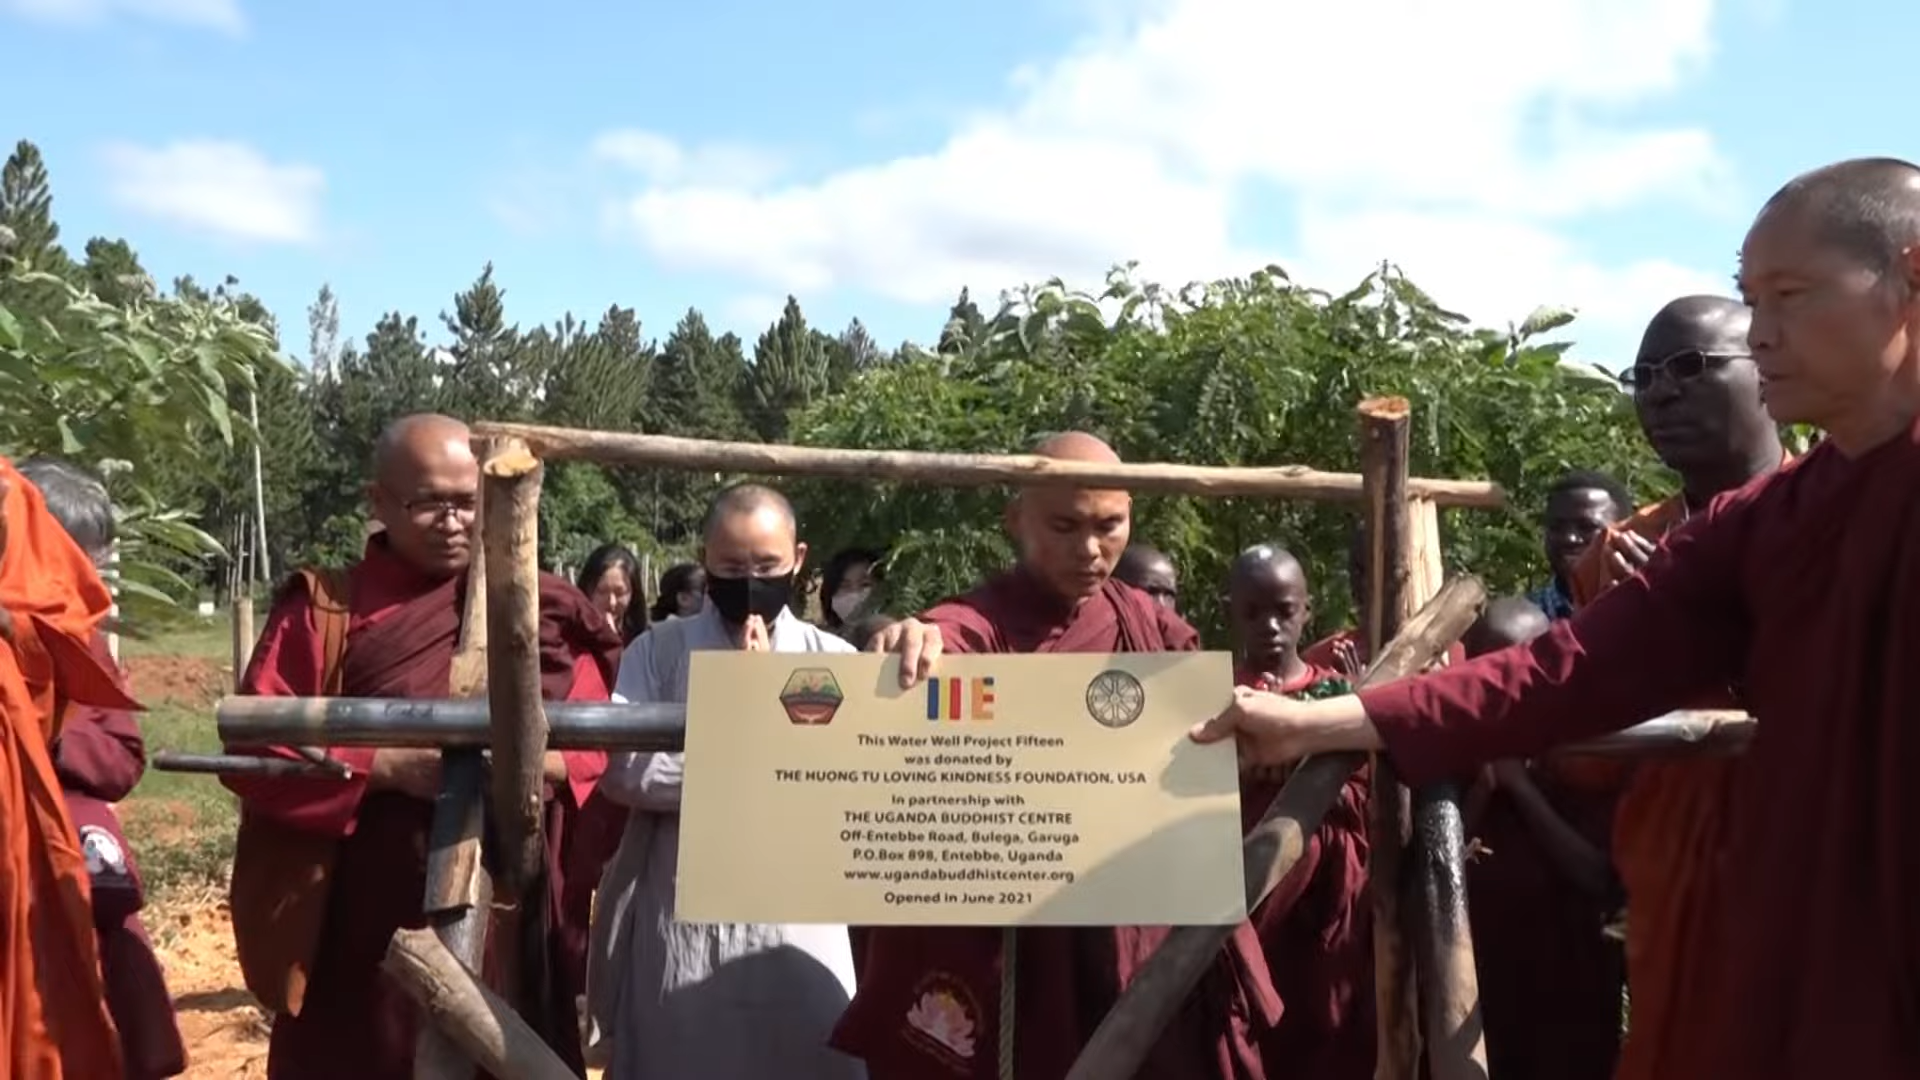 This Water Well Project Fifteen
was donated by
THE HUONG TU LOVING KINDNESS FOUNDATION, USA
In partnership with
THE UGANDA BUDDHIST CENTRE
Off-Entebbe Road, Bulega, Garuga
P.O.Box 898, Entebbe, Uganda
www.ugandabuddhistcenter.org
Opened in June 2021